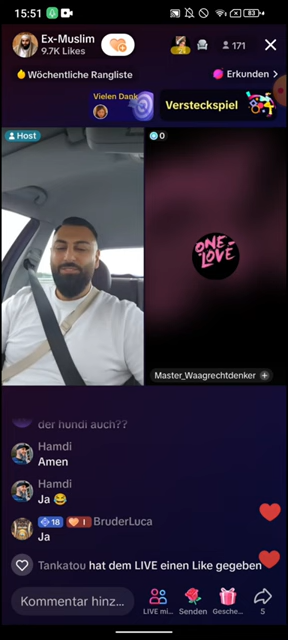 15:51
83
Ex-Muslim
9.7K Likes
171
Wöchentliche Rangliste
Erkunden >
Vielen Dank
Versteckspiel
Host
0
ONE
LOVE
Master_Waagrechtdenker +
der hundi auch??
Hamdi
Amen
Hamdi
Ja 😂
18 1 BruderLuca
Ja
Tankatou hat dem LIVE einen Like gegeben
Kommentar hinz...
LIVE mi... Senden Gesche... 5